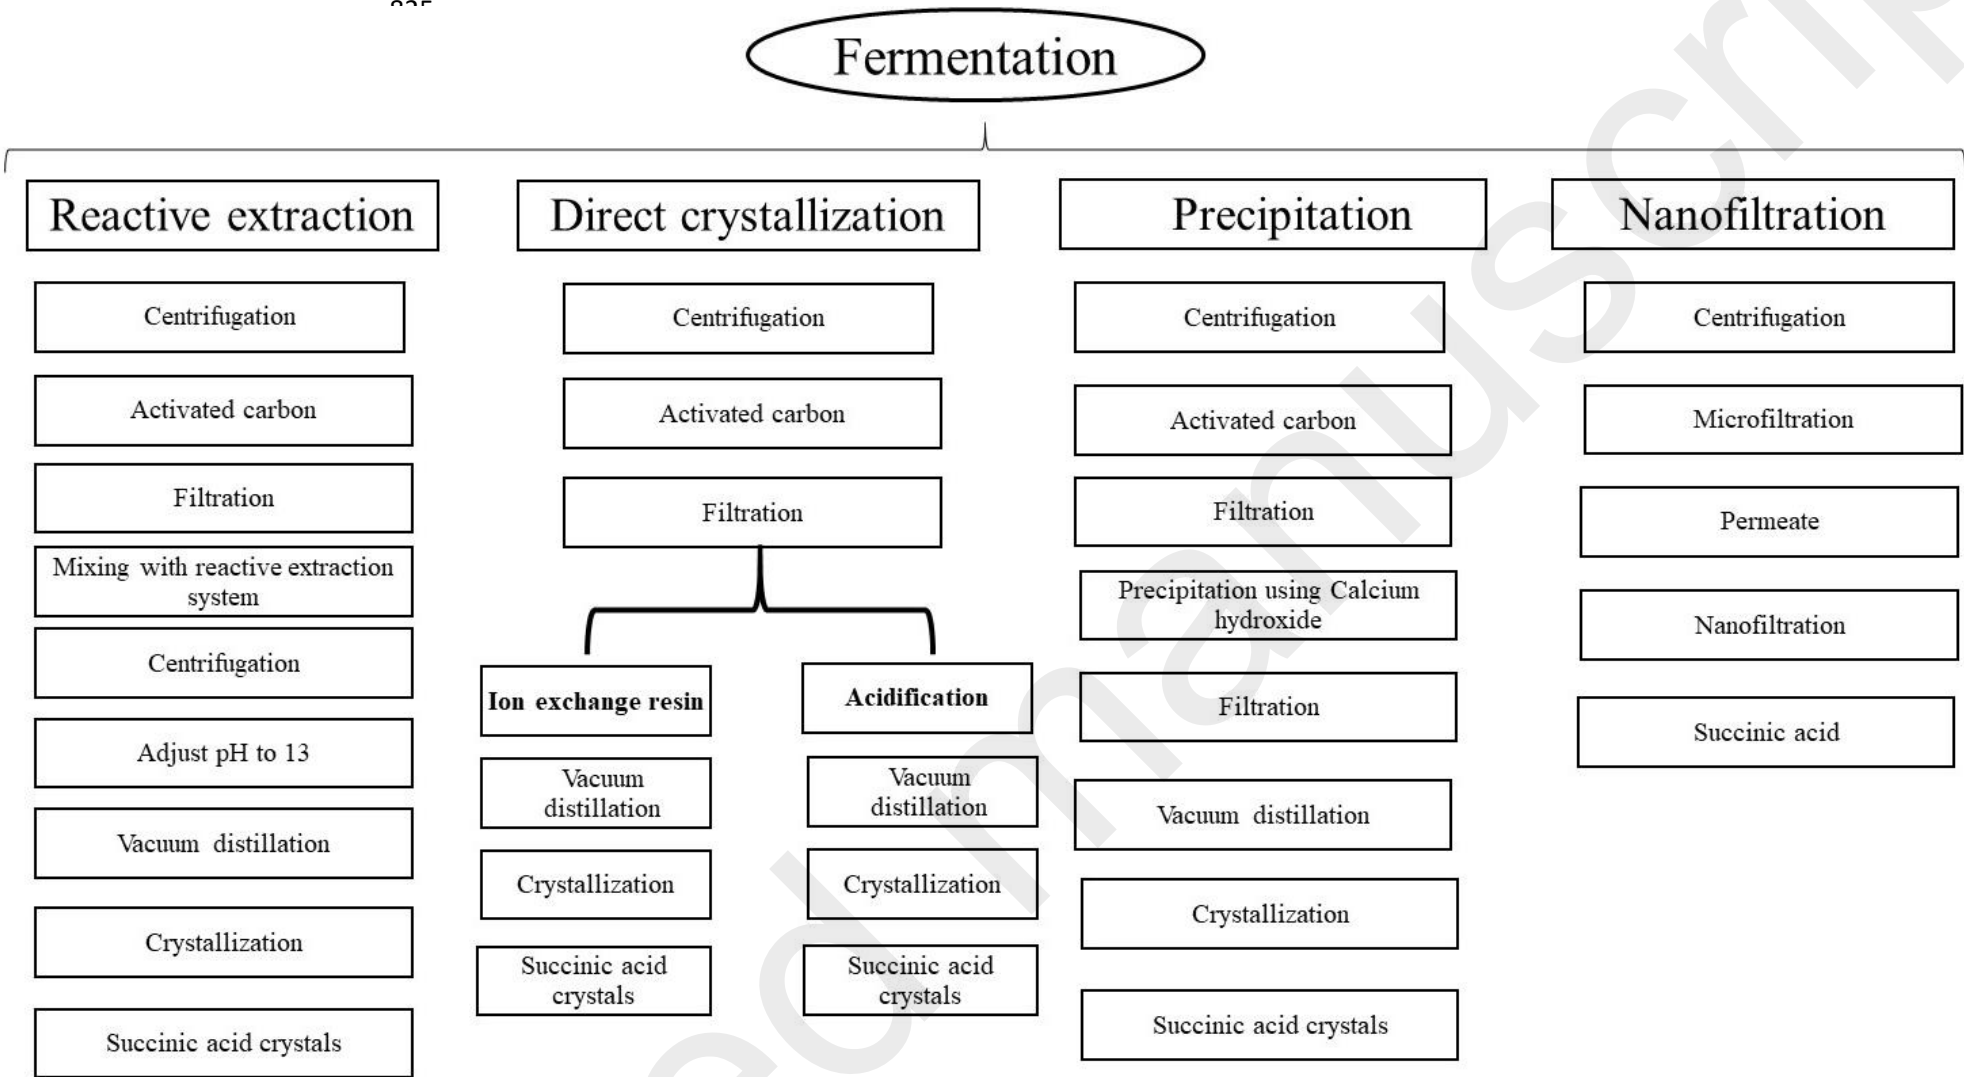 Fermentation
Reactive extraction
Centrifugation
Activated carbon
Filtration
Mixing with reactive extraction
system
Centrifugation
Adjust pH to 13
Vacuum distillation
Crystallization
Succinic acid crystals
Direct crystallization
Centrifugation
Activated carbon
Filtration
Ion exchange resin
Vacuum
distillation
Crystallization
Succinic acid
crystals
Acidification
Vacuum
distillation
Crystallization
Succinic acid
crystals
Precipitation
Centrifugation
Activated carbon
Filtration
Precipitation using Calcium
hydroxide
Filtration
Vacuum distillation
Crystallization
Succinic acid crystals
Nanofiltration
Centrifugation
Microfiltration
Permeate
Nanofiltration
Succinic acid